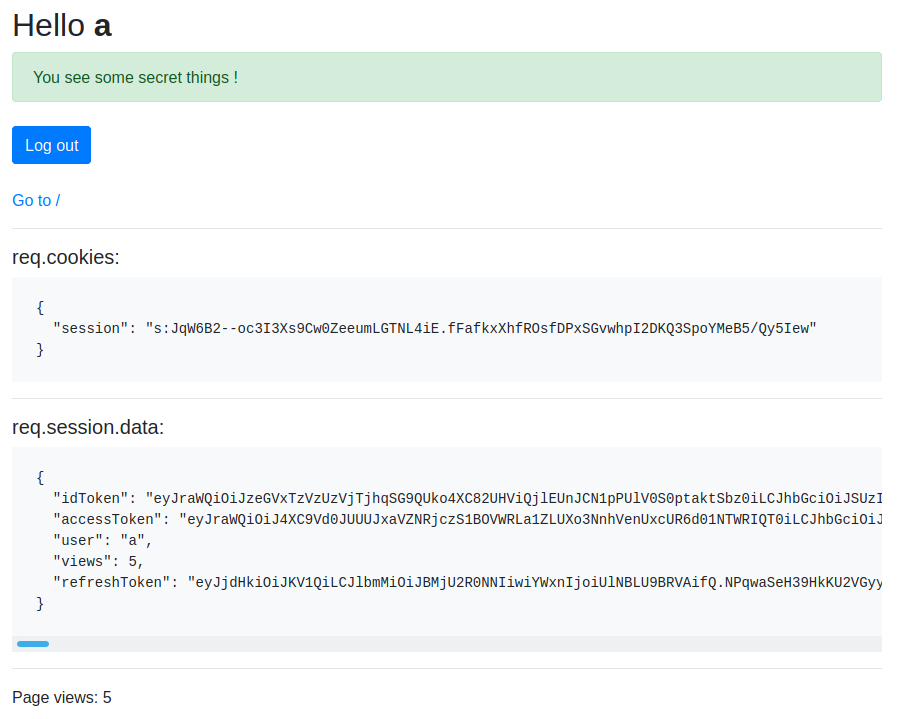 Hello a
You see some secret things !
Log out
Go to /
req.cookies:
{
"session": "s:JqW6B2--oc3I3Xs9Cw0ZeeumLGTNL4iE.fFafkxXhfROsfDPxSGvwhpI2DKQ3SpoYMeB5/Qy5Iew"
}
req.session.data:
{
"idToken": "eyJraWQiOiJzeGVxTzVzUzVjTjhqSG9QUko4XC82UHViQjlEUnJCN1pPUlV0S0ptaktSbz0iLCJhbGciOiJSUzI
"accessToken": "eyJraWQiOiJ4XC9Vd0JUUUJxaVZNRjczS1BOVWRLa1ZLUXo3NnhVenUxcUR6d01NTWRIQT0iLCJhbGciOiJ
"user": "a",
"views": 5,
"refreshToken": "eyJjdHkiOiJKV1QiLCJlbmMiOiJBMjU2R0NNIiwiYWxnIjoiUlNBLU9BRVAifQ.NPqwaSeH39HkKU2VGyy
}
Page views: 5